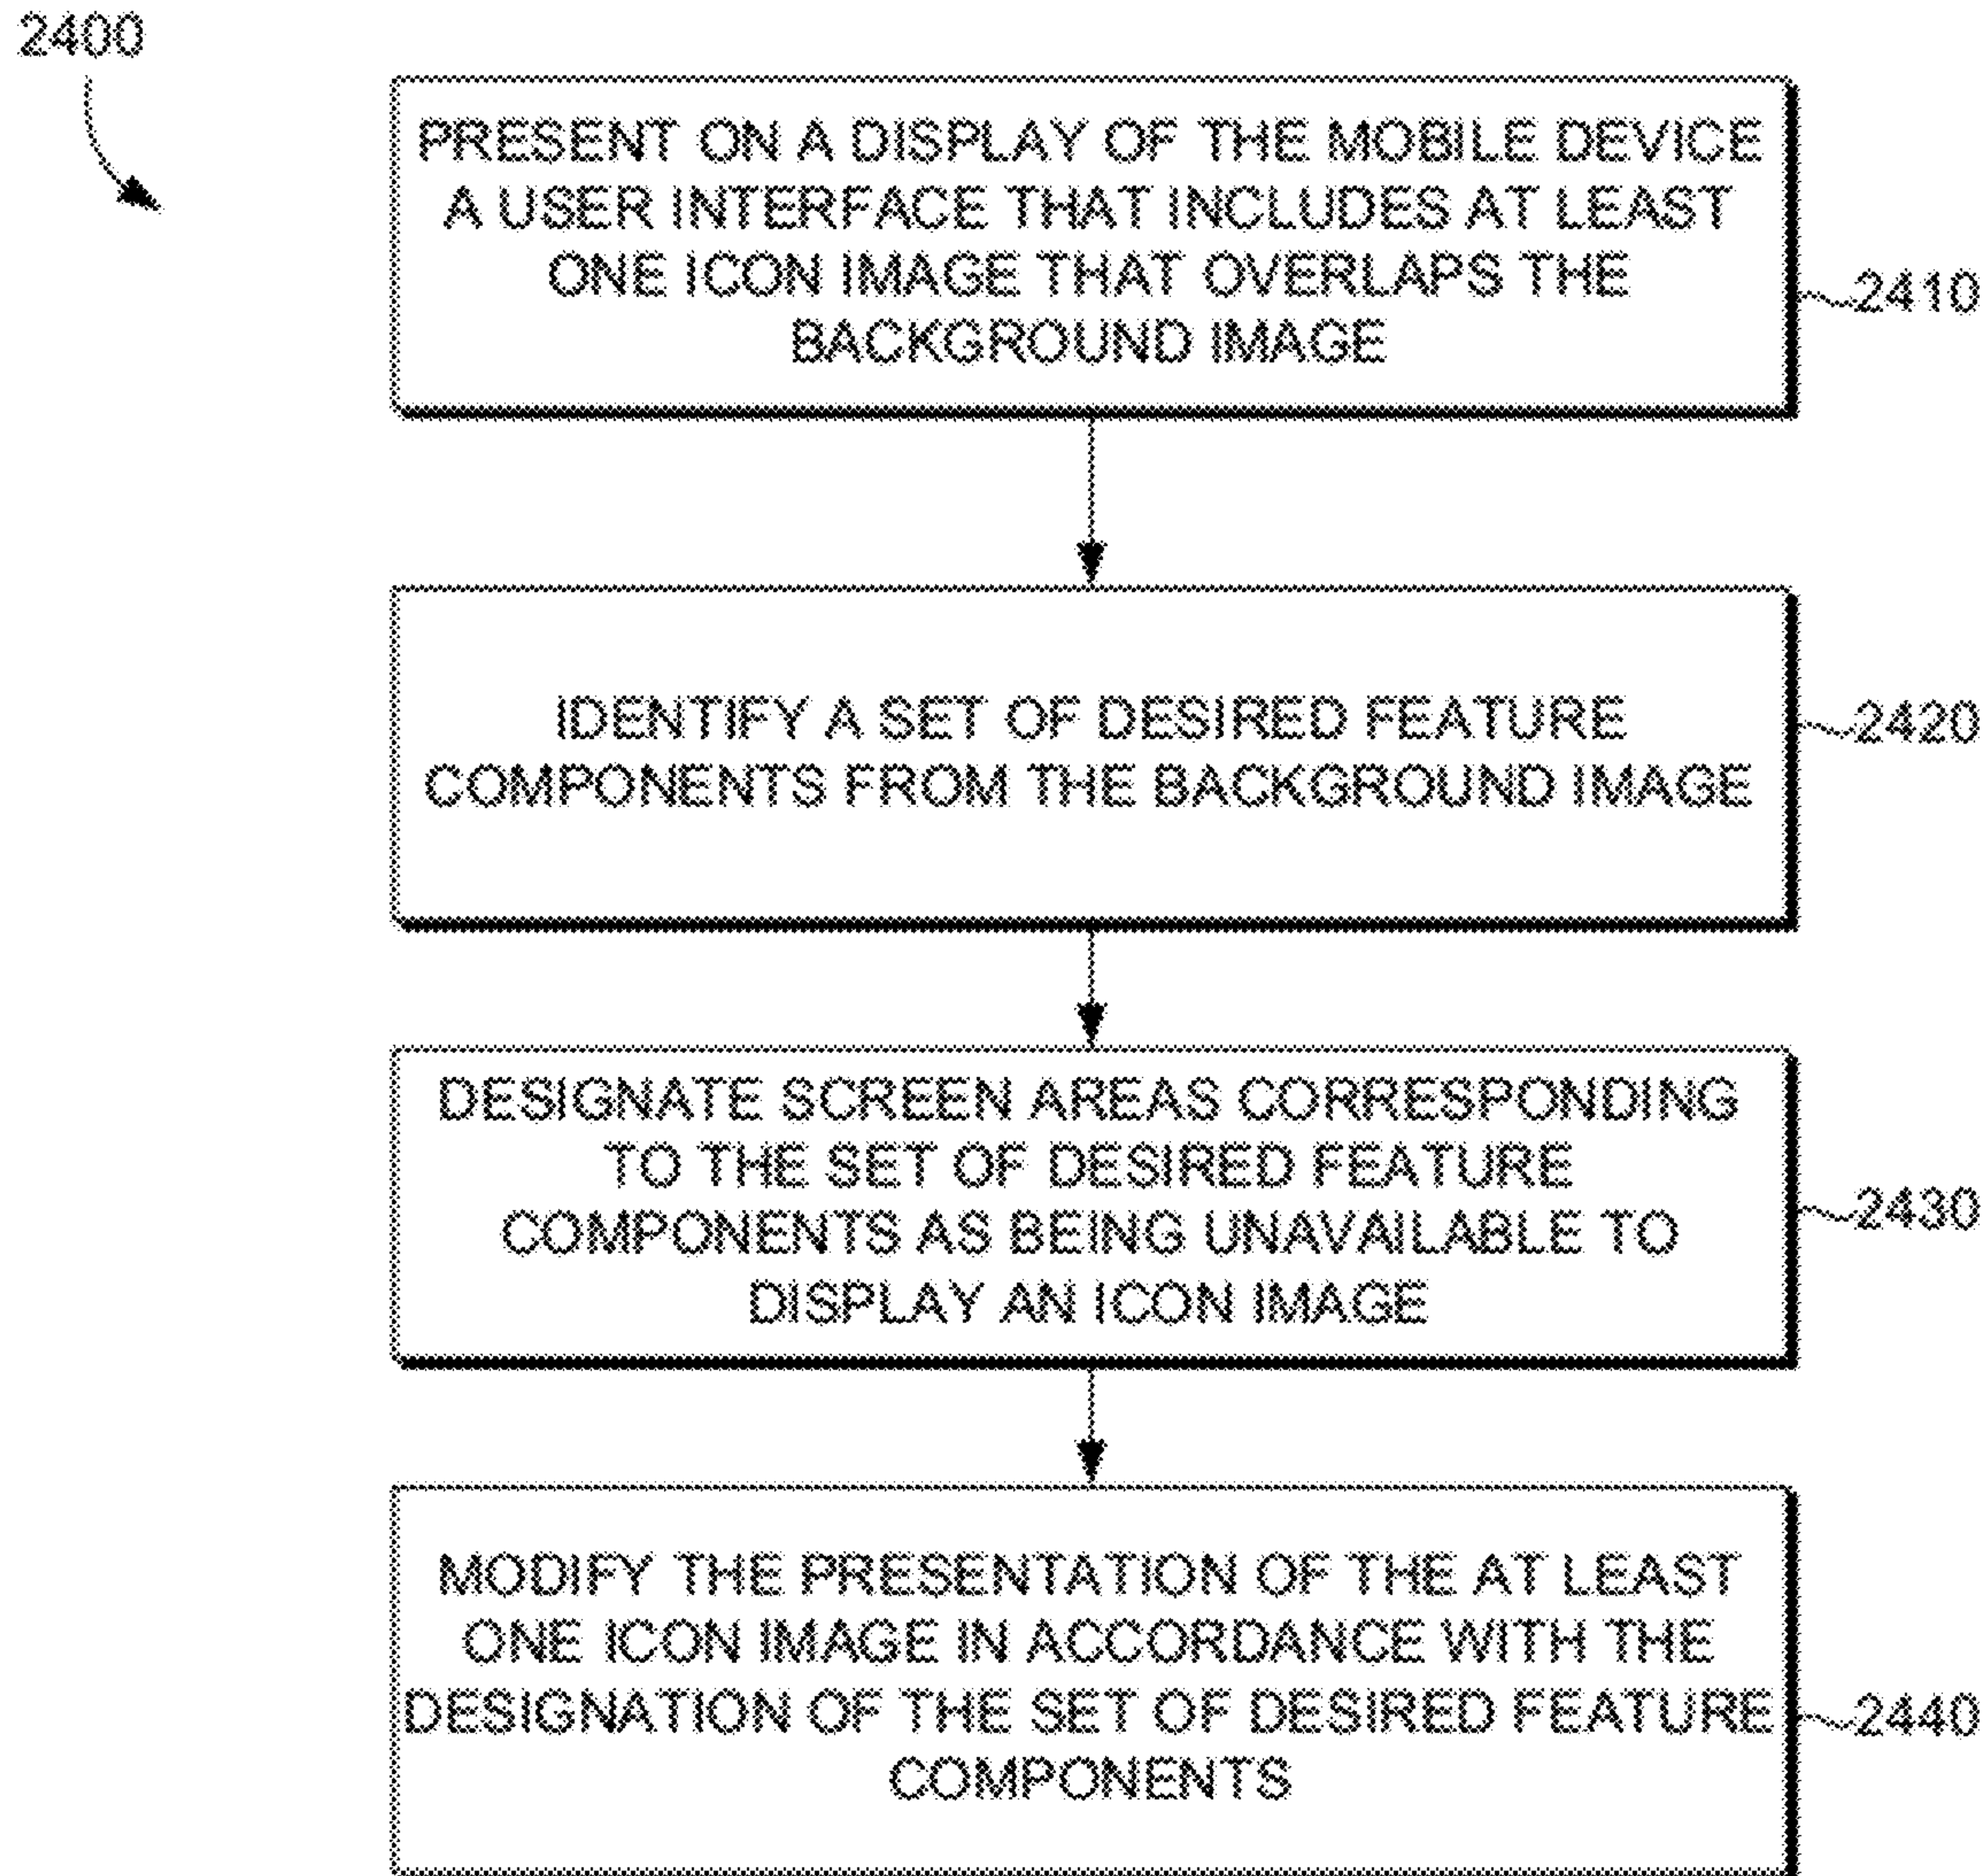 2400
PRESENT ON A DISPLAY OF THE MOBILE DEVICE
A USER INTERFACE THAT INCLUDES AT LEAST
ONE ICON IMAGE THAT OVERLAPS THE
BACKGROUND IMAGE
2410
IDENTIFY A SET OF DESIRED FEATURE
COMPONENTS FROM THE BACKGROUND IMAGE
2420
DESIGNATE SCREEN AREAS CORRESPONDING
TO THE SET OF DESIRED FEATURE
COMPONENTS AS BEING UNAVAILABLE TO
DISPLAY AN ICON IMAGE
2430
MODIFY THE PRESENTATION OF THE AT LEAST
ONE ICON IMAGE IN ACCORDANCE WITH THE
DESIGNATION OF THE SET OF DESIRED FEATURE
COMPONENTS
2440